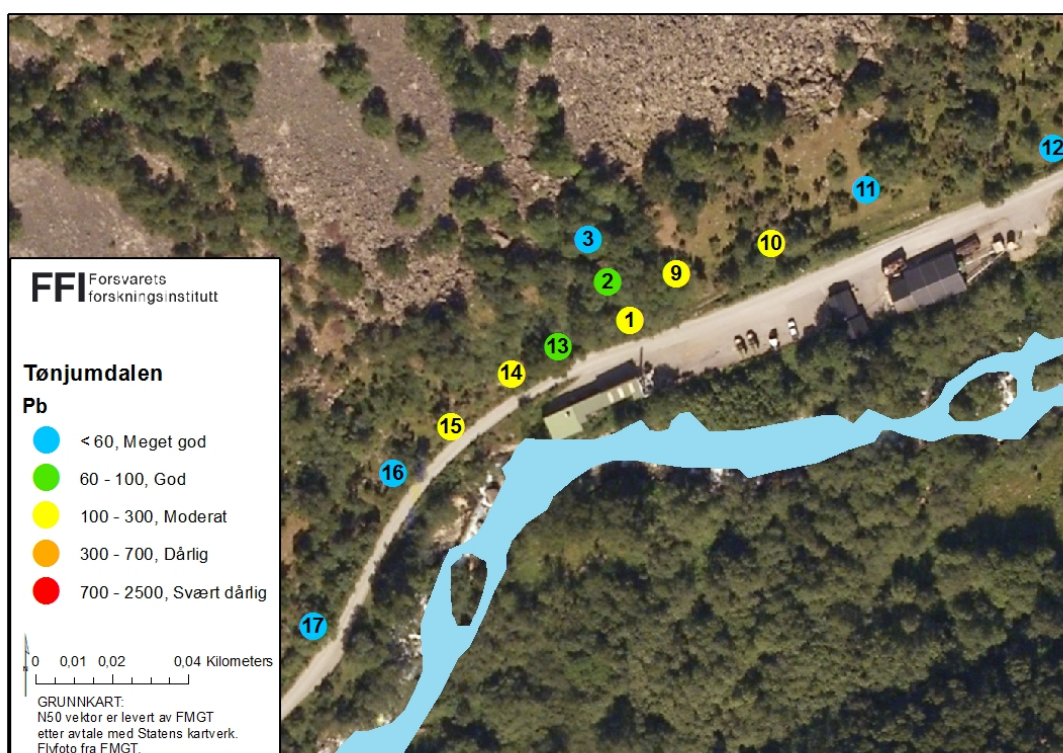 FFI Forsvarets
forskningsinstitutt
Tønjumdalen
Pb
< 60, Meget god
60 - 100, God
100 - 300, Moderat
300 - 700, Dårlig
700 - 2500, Svært dårlig
N
0 0,01 0,02 0,04 Kilometers
GRUNNKART:
N50 vektor er levert av FMGT
etter avtale med Statens kartverk.
Flyfoto fra FMGT.
12
11
3
10
9
2
1
13
14
15
16
17